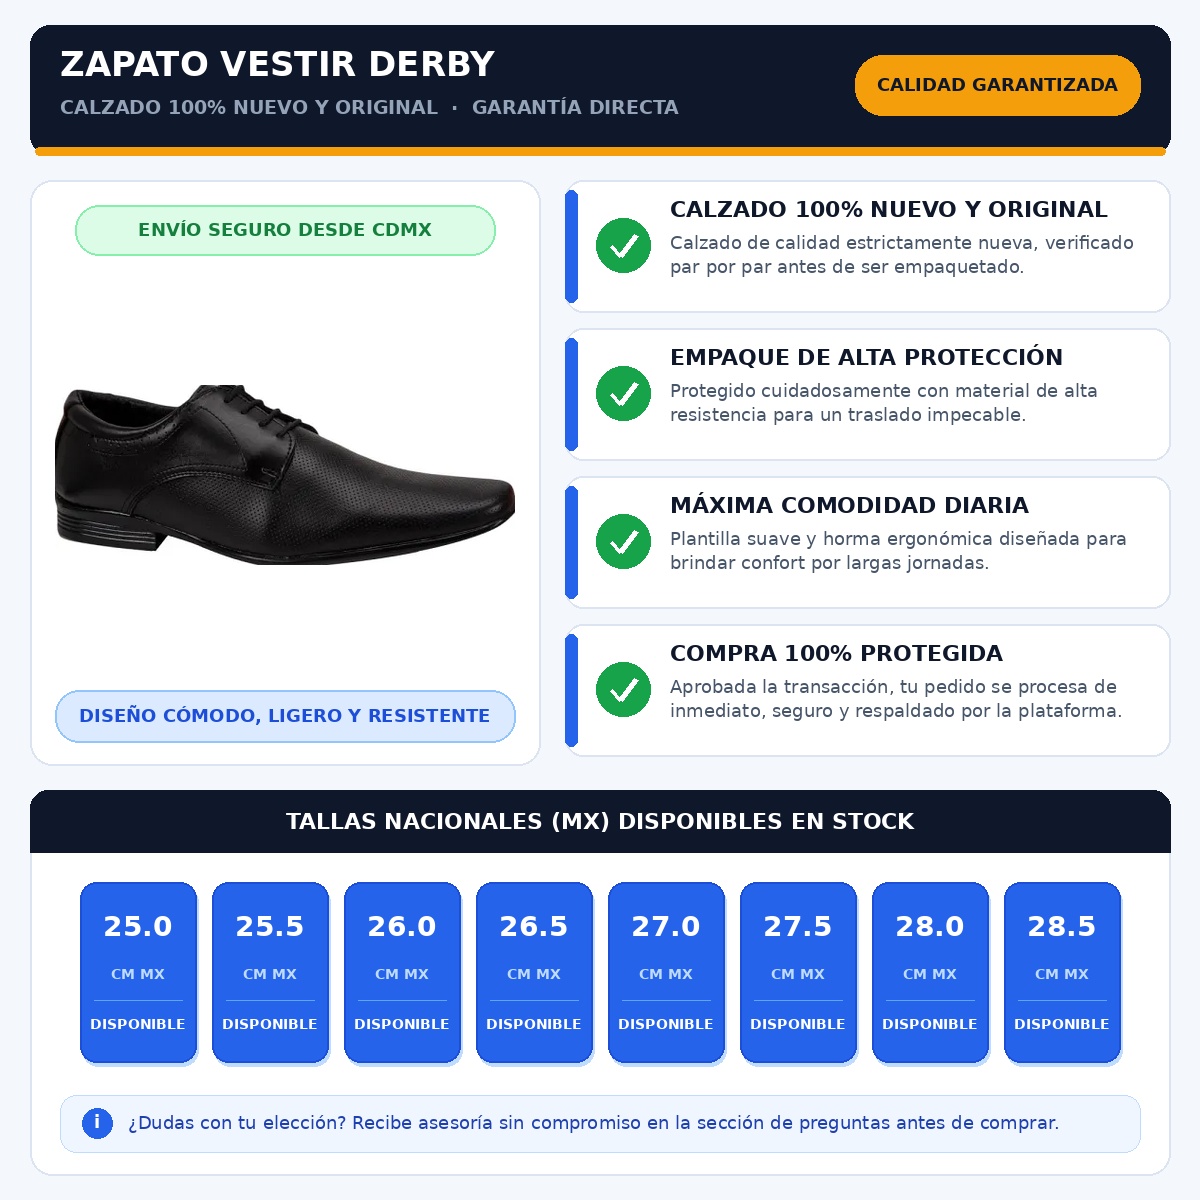 ZAPATO VESTIR DERBY
CALZADO 100% NUEVO Y ORIGINAL · GARANTÍA DIRECTA
CALIDAD GARANTIZADA
ENVÍO SEGURO DESDE CDMX
DISEÑO CÓMODO, LIGERO Y RESISTENTE
CALZADO 100% NUEVO Y ORIGINAL
Calzado de calidad estrictamente nueva, verificado
par por par antes de ser empaquetado.
EMPAQUE DE ALTA PROTECCIÓN
Protegido cuidadosamente con material de alta
resistencia para un traslado impecable.
MÁXIMA COMODIDAD DIARIA
Plantilla suave y horma ergonómica diseñada para
brindar confort por largas jornadas.
COMPRA 100% PROTEGIDA
Aprobada la transacción, tu pedido se procesa de
inmediato, seguro y respaldado por la plataforma.
TALLAS NACIONALES (MX) DISPONIBLES EN STOCK
25.0 25.5 26.0 26.5 27.0 27.5 28.0 28.5
CM MX CM MX CM MX CM MX CM MX CM MX CM MX CM MX
DISPONIBLE DISPONIBLE DISPONIBLE DISPONIBLE DISPONIBLE DISPONIBLE DISPONIBLE DISPONIBLE
i ¿Dudas con tu elección? Recibe asesoría sin compromiso en la sección de preguntas antes de comprar.